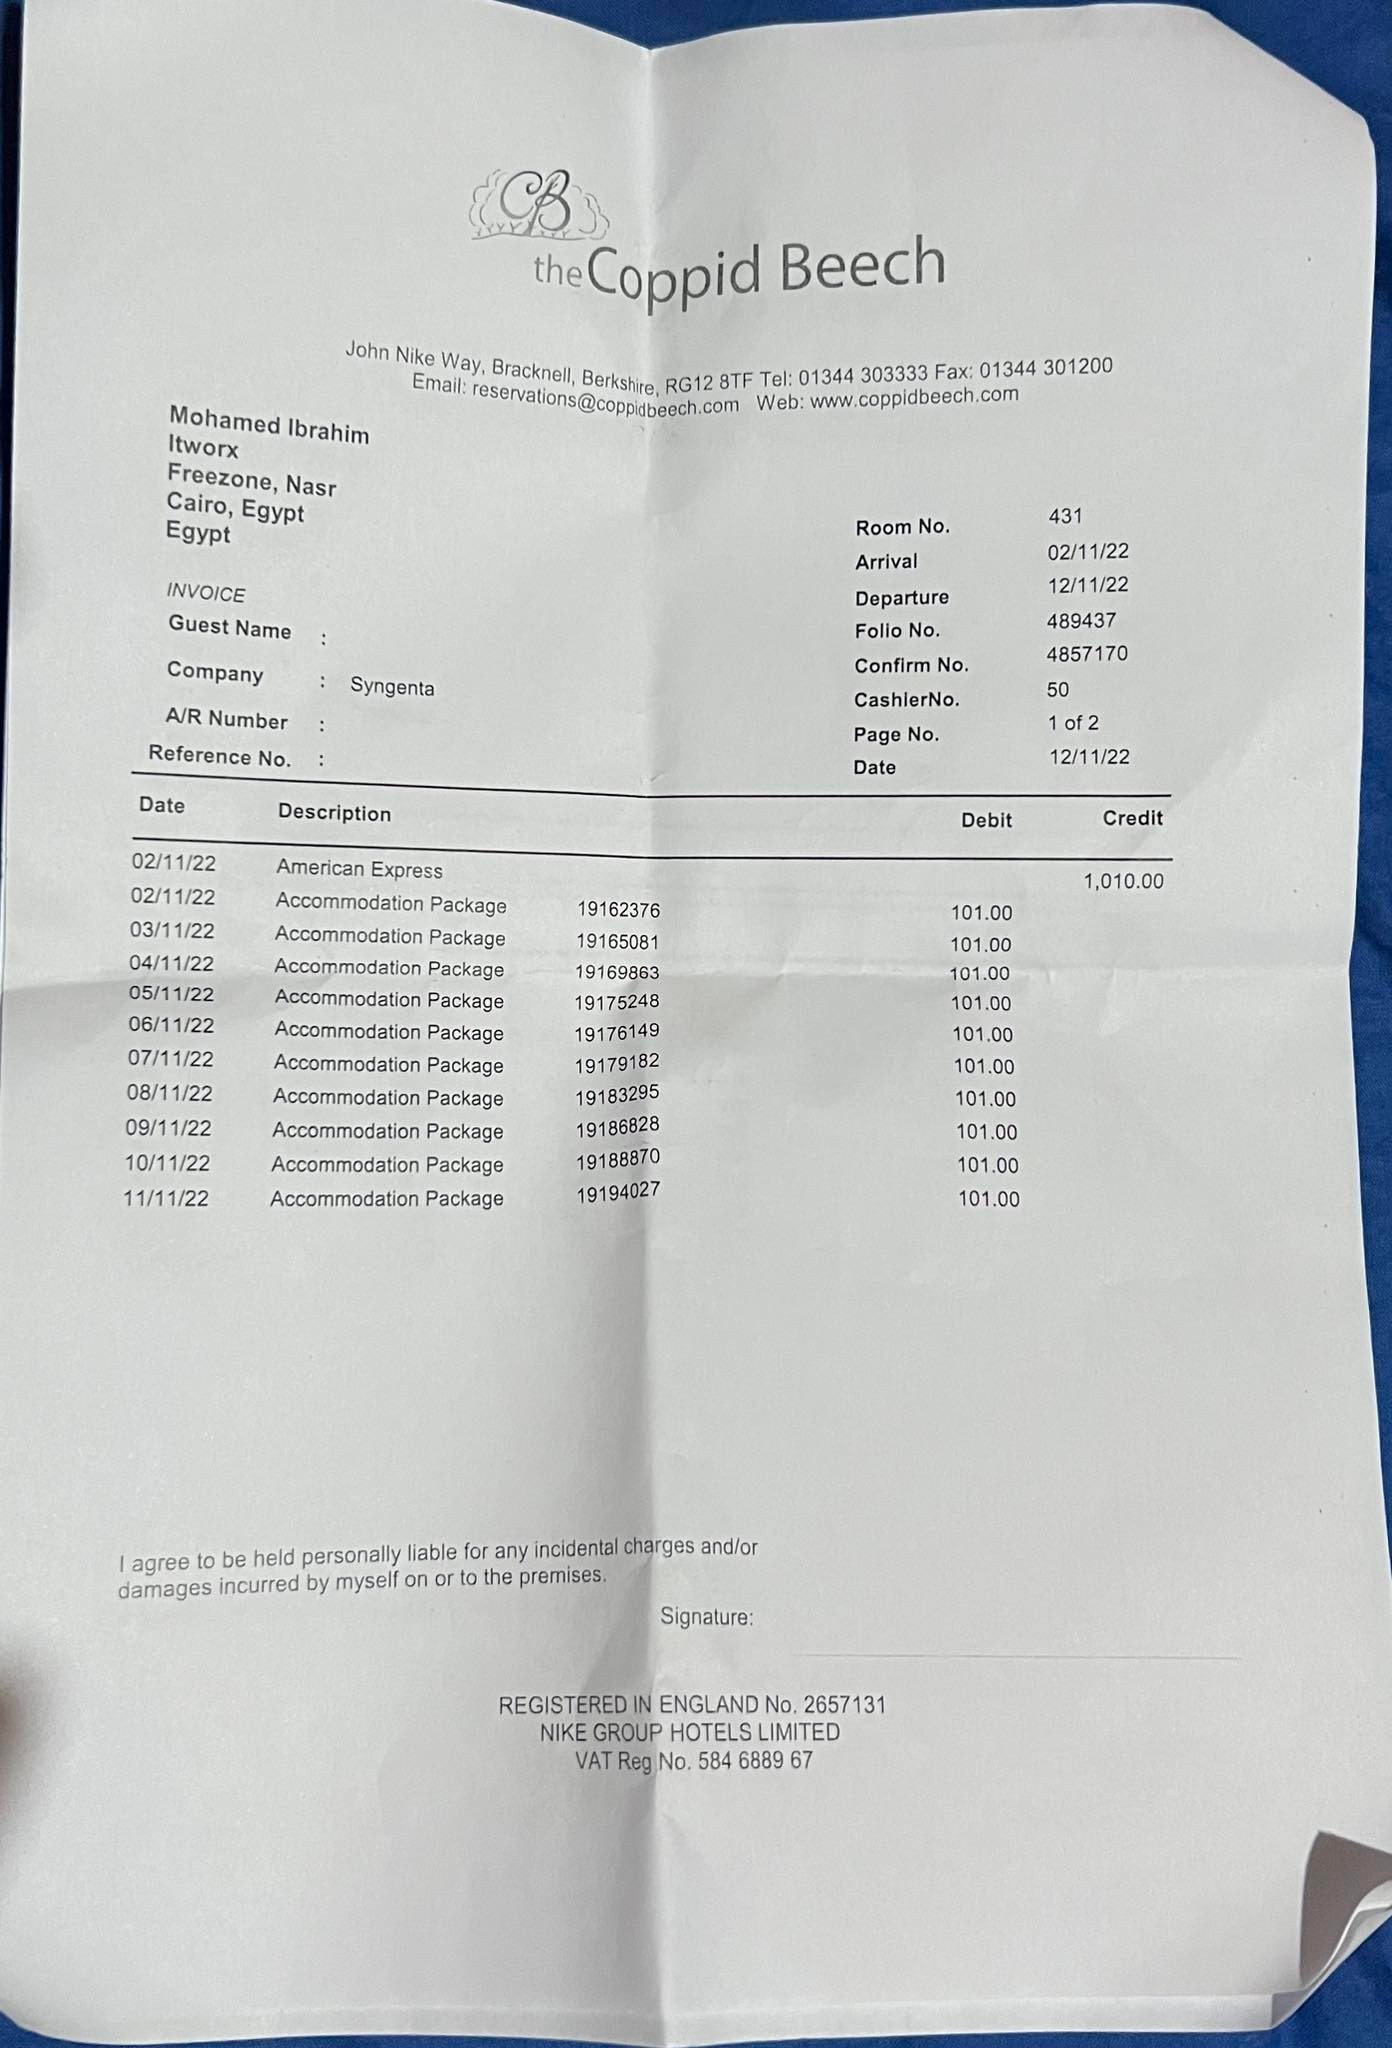 CB
the Coppid Beech
John Nike Way, Bracknell, Berkshire, RG12 8TF Tel: 01344 303333 Fax: 01344 301200
Email: reservations@coppidbeech.com Web: www.coppidbeech.com
Mohamed Ibrahim
Itworx
Freezone, Nasr
Cairo, Egypt
Egypt
Room No. 431
Arrival 02/11/22
Departure 12/11/22
Folio No. 489437
Confirm No. 4857170
CashierNo. 50
Page No. 1 of 2
Date 12/11/22
INVOICE
Guest Name :
Company : Syngenta
A/R Number :
Reference No. :
Date Description Debit Credit
02/11/22 American Express 1,010.00
02/11/22 Accommodation Package 19162376 101.00
03/11/22 Accommodation Package 19165081 101.00
04/11/22 Accommodation Package 19169863 101.00
05/11/22 Accommodation Package 19175248 101.00
06/11/22 Accommodation Package 19176149 101.00
07/11/22 Accommodation Package 19179182 101.00
08/11/22 Accommodation Package 19183295 101.00
09/11/22 Accommodation Package 19186828 101.00
10/11/22 Accommodation Package 19188870 101.00
11/11/22 Accommodation Package 19194027 101.00
I agree to be held personally liable for any incidental charges and/or
damages incurred by myself on or to the premises.
Signature:
REGISTERED IN ENGLAND No. 2657131
NIKE GROUP HOTELS LIMITED
VAT Reg No. 584 6889 67